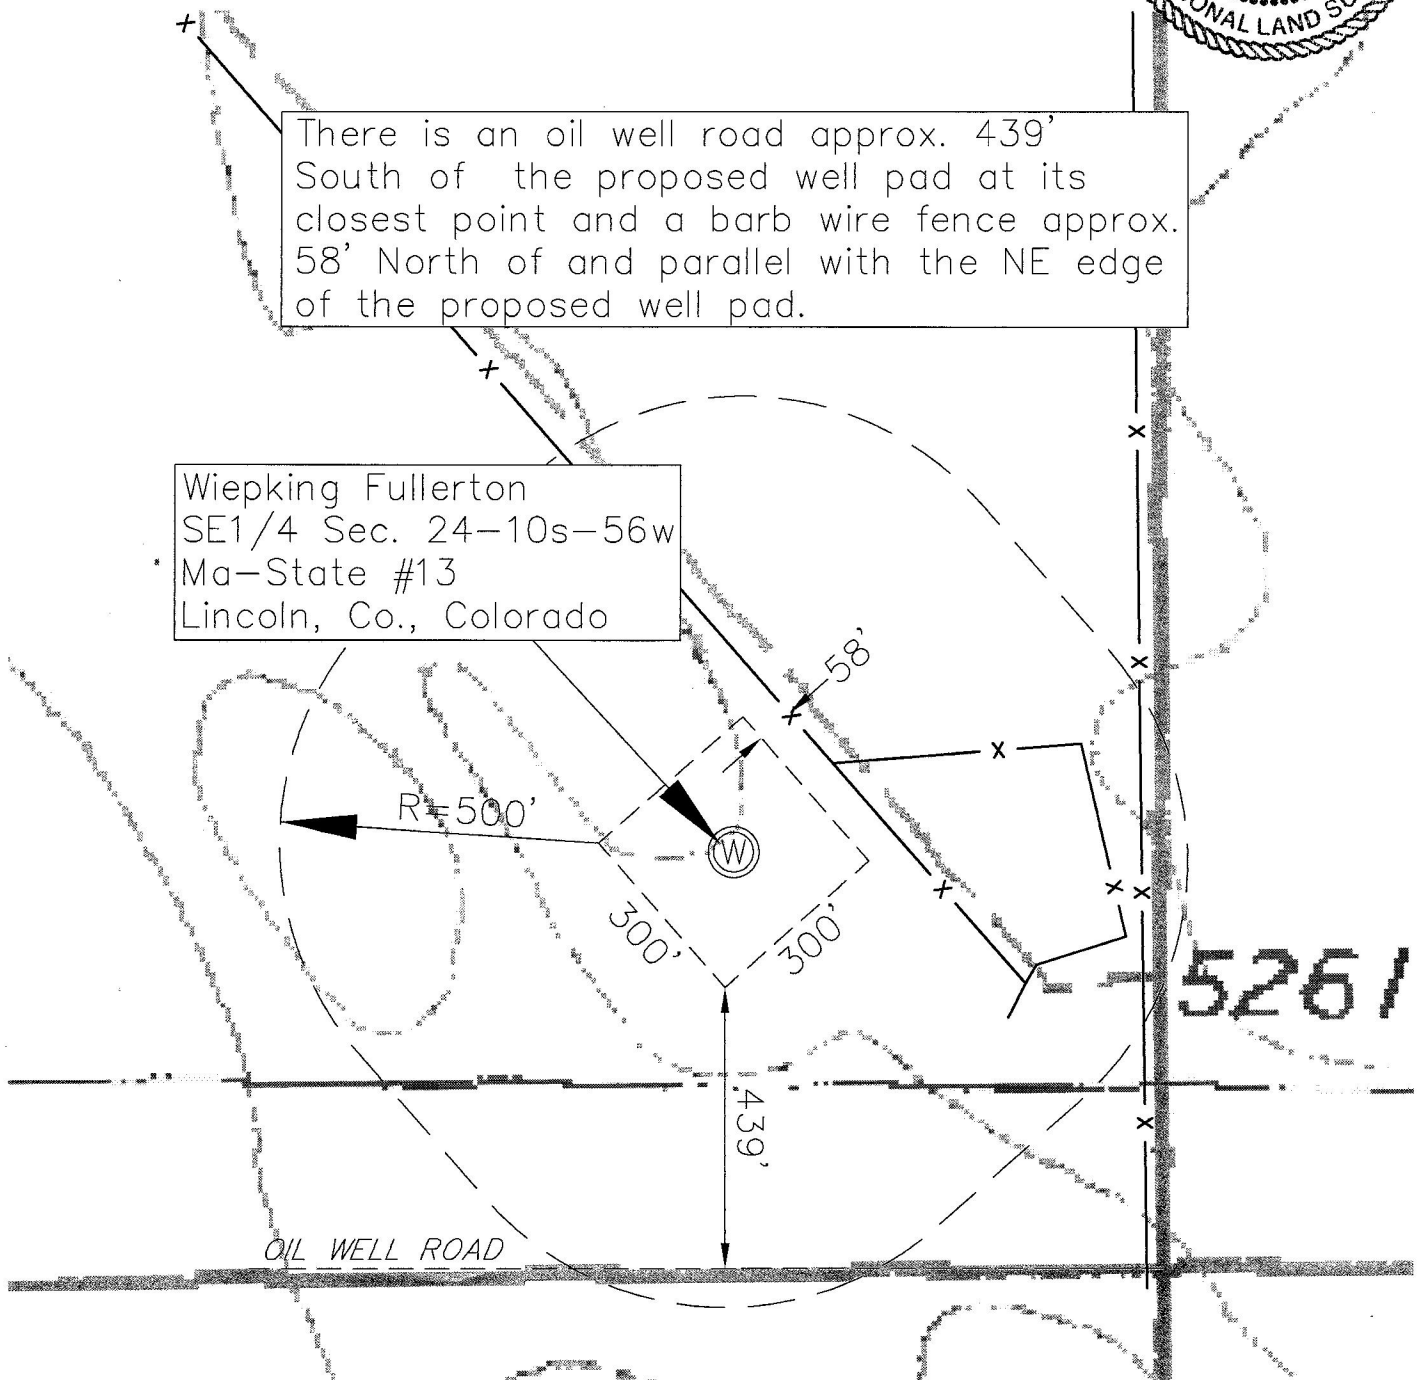 ONAL LAND SU
There is an oil well road approx. 439'
South of the proposed well pad at its
closest point and a barb wire fence approx.
58' North of and parallel with the NE edge
of the proposed well pad.
Wiepking Fullerton
SE1/4 Sec. 24-10s-56w
Ma-State #13
Lincoln, Co., Colorado
58'
R=500'
W
300'
300'
5261
439'
OIL WELL ROAD